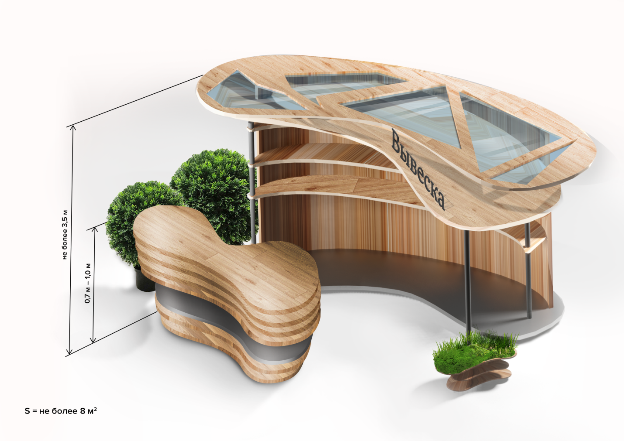 Вывеска
не более 3,5 м
0,7 м – 1,0 м
S = не более 8 м²